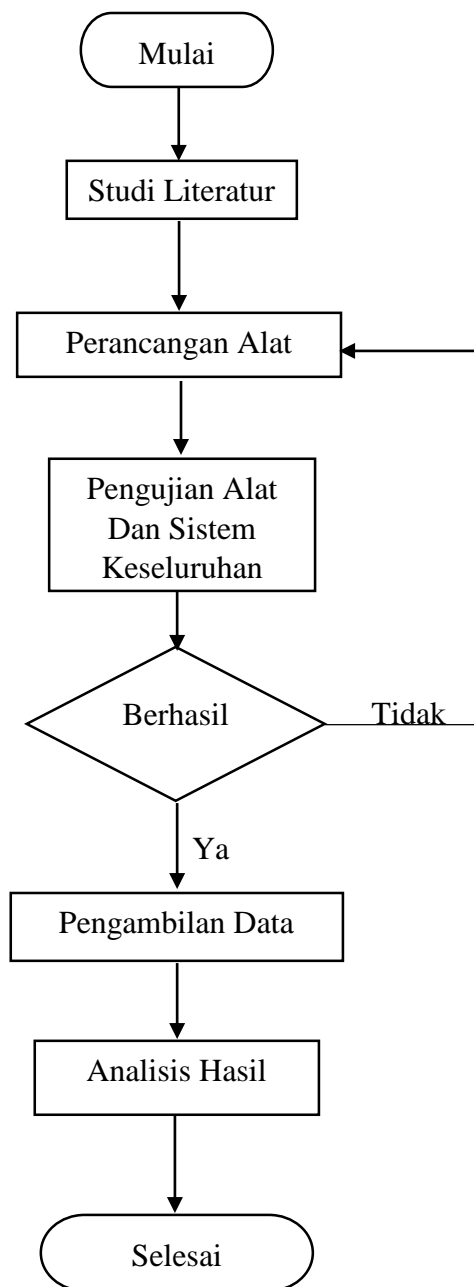 Mulai
Studi Literatur
Perancangan Alat
Pengujian Alat
Dan Sistem
Keseluruhan
Berhasil
Tidak
Ya
Pengambilan Data
Analisis Hasil
Selesai